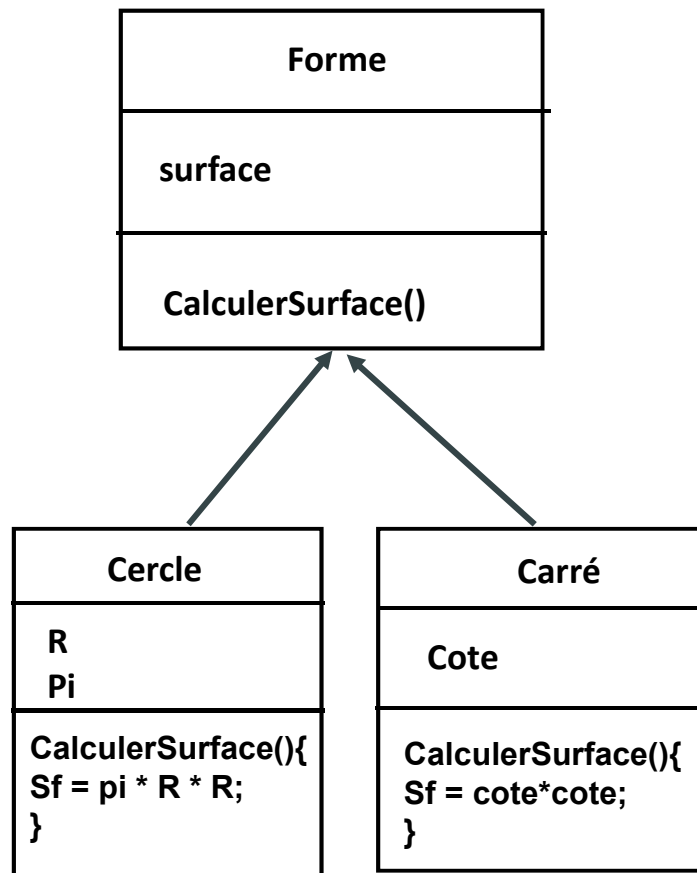 Forme
surface
CalculerSurface()
Cercle
R
Pi
CalculerSurface(){
Sf = pi * R * R;
}
Carré
Cote
CalculerSurface(){
Sf = cote*cote;
}